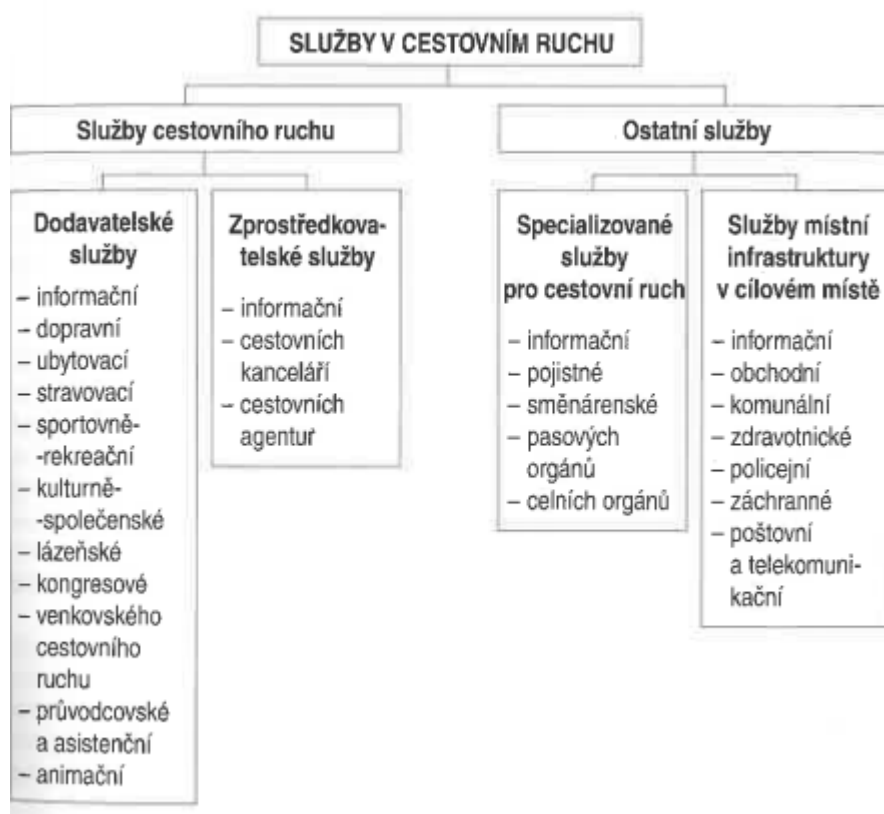 SLUŽBY V CESTOVNÍM RUCHU
Služby cestovního ruchu
Ostatní služby
Dodavatelské
služby
– informační
– dopravní
– ubytovací
– stravovací
– sportovně-
-rekreační
– kulturně-
-společenské
– lázeňské
– kongresové
– venkovského
cestovního
ruchu
– průvodcovské
a asistenční
– animační
Zprostředkova-
telské služby
– informační
– cestovních
kanceláří
– cestovních
agentur
Specializované
služby
pro cestovní ruch
– informační
– pojistné
– směnárenské
– pasových
orgánů
– celních orgánů
Služby místní
infrastruktury
v cílovém místě
– informační
– obchodní
– komunální
– zdravotnické
– policejní
– záchranné
– poštovní
a telekomuni-
kační